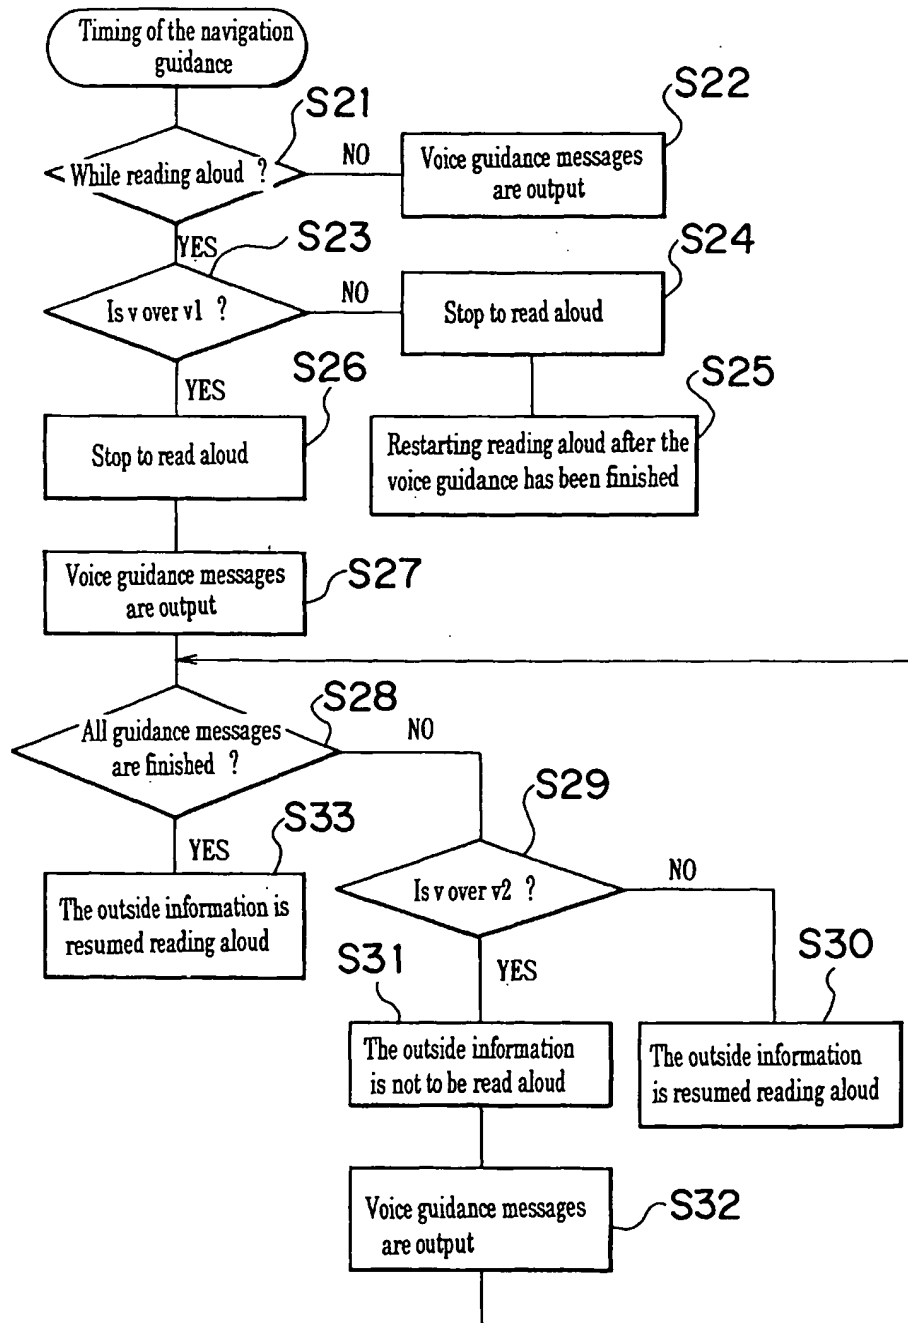 Timing of the navigation
guidance
S21
S22
While reading aloud ?
NO
Voice guidance messages
are output
YES
S23
S24
Is v over v1 ?
NO
Stop to read aloud
S26
YES
S25
Stop to read aloud
Restarting reading aloud after the
voice guidance has been finished
Voice guidance messages
are output
S27
S28
All guidance messages
are finished ?
NO
S29
S33
YES
Is v over v2 ?
NO
The outside information is
resumed reading aloud
S31
YES
S30
The outside information
is not to be read aloud
The outside information
is resumed reading aloud
Voice guidance messages
are output
S32